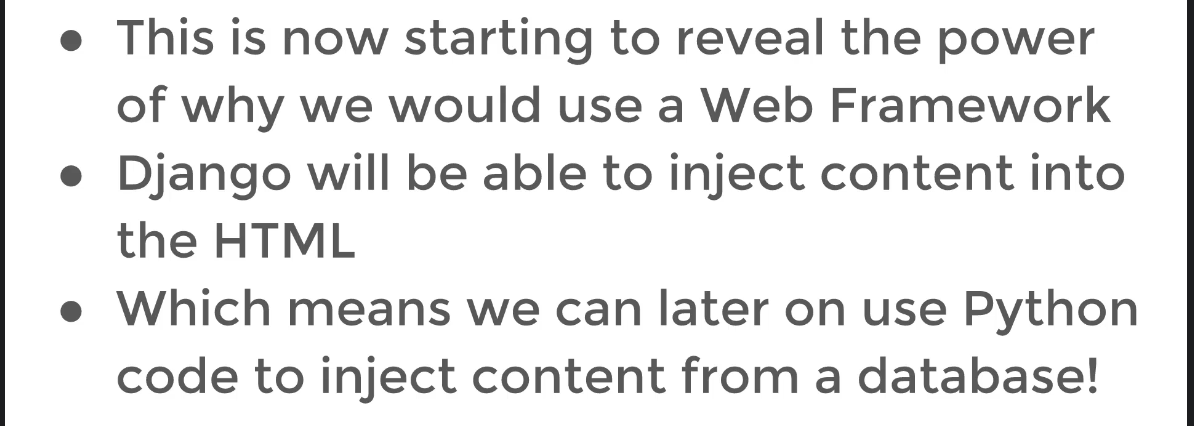 ● This is now starting to reveal the power
of why we would use a Web Framework
● Django will be able to inject content into
the HTML
● Which means we can later on use Python
code to inject content from a database!